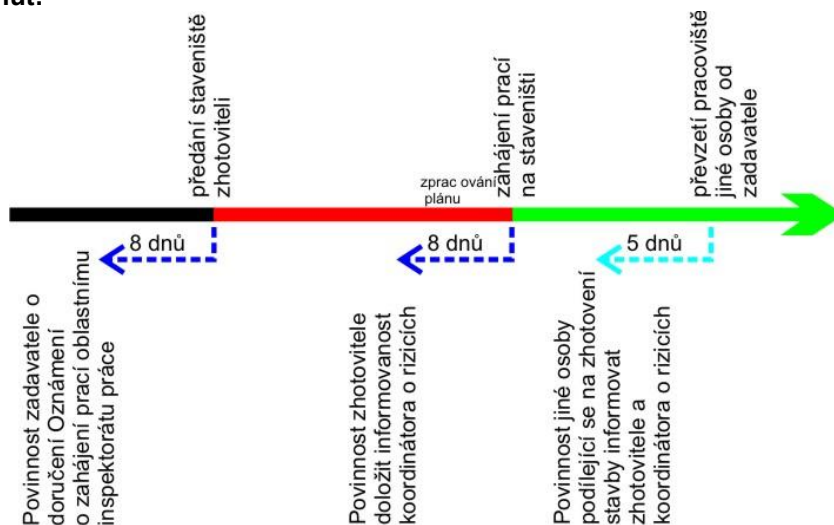 předání staveniště
zhotoviteli
zprac ování
plánu
zahájení prací
na staveništi
převzetí pracoviště
jiné osoby od
zadavatele
8 dnů
8 dnů
5 dnů
Povinnost zadavatele o
doručení Oznámení
o zahájení prací oblastnímu
inspektorátu práce
Povinnost zhotovitele
doložit informovanost
koordinátora o rizicích
Povinnost jiné osoby
podílející se na zhotovení
stavby informovat
zhotovitele a
koordinátora o rizicích